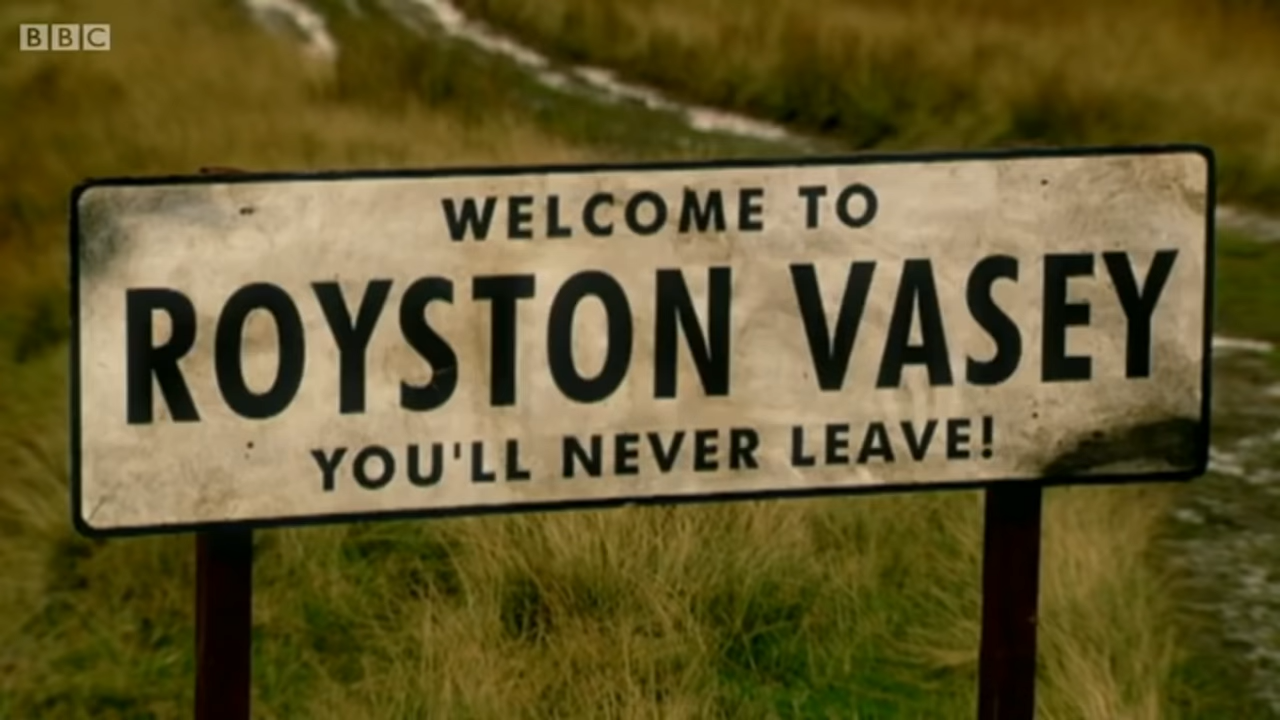 BBC
WELCOME TO
ROYSTON VASEY
YOU'LL NEVER LEAVE!